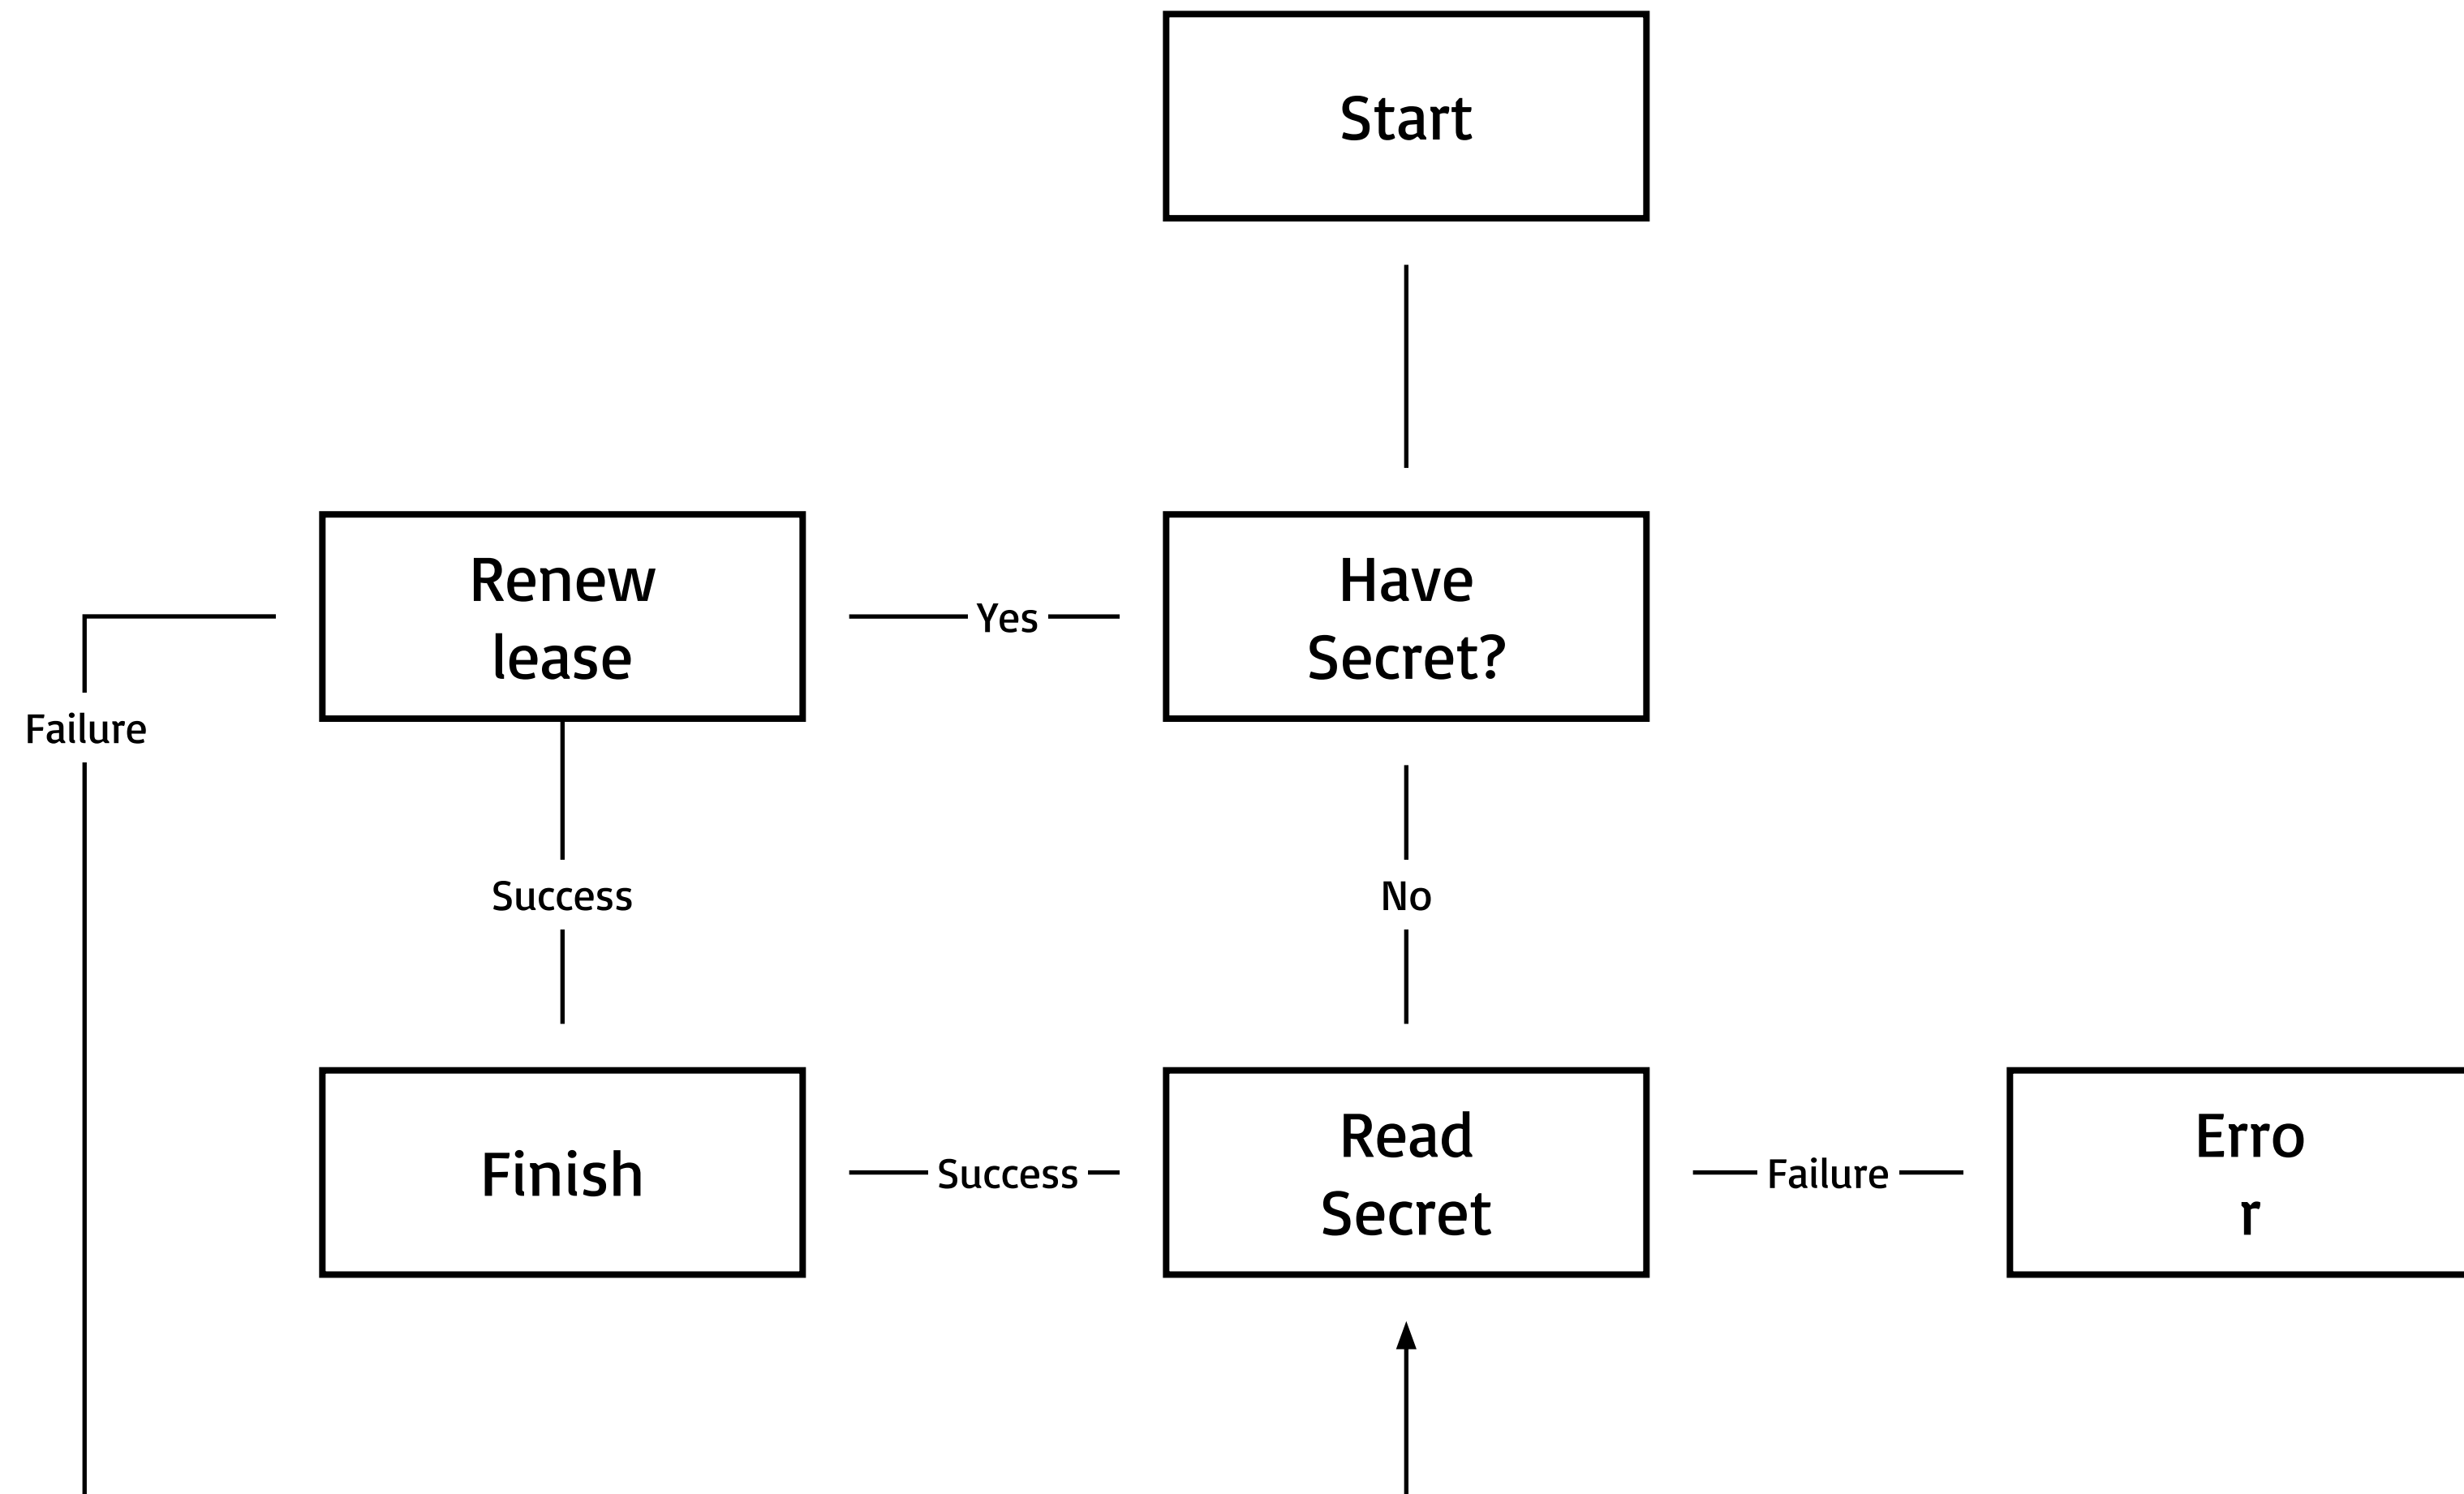 Start
Renew
lease
Yes
Have
Secret?
Failure
Success
No
Finish
Success
Read
Secret
Failure
Erro
r